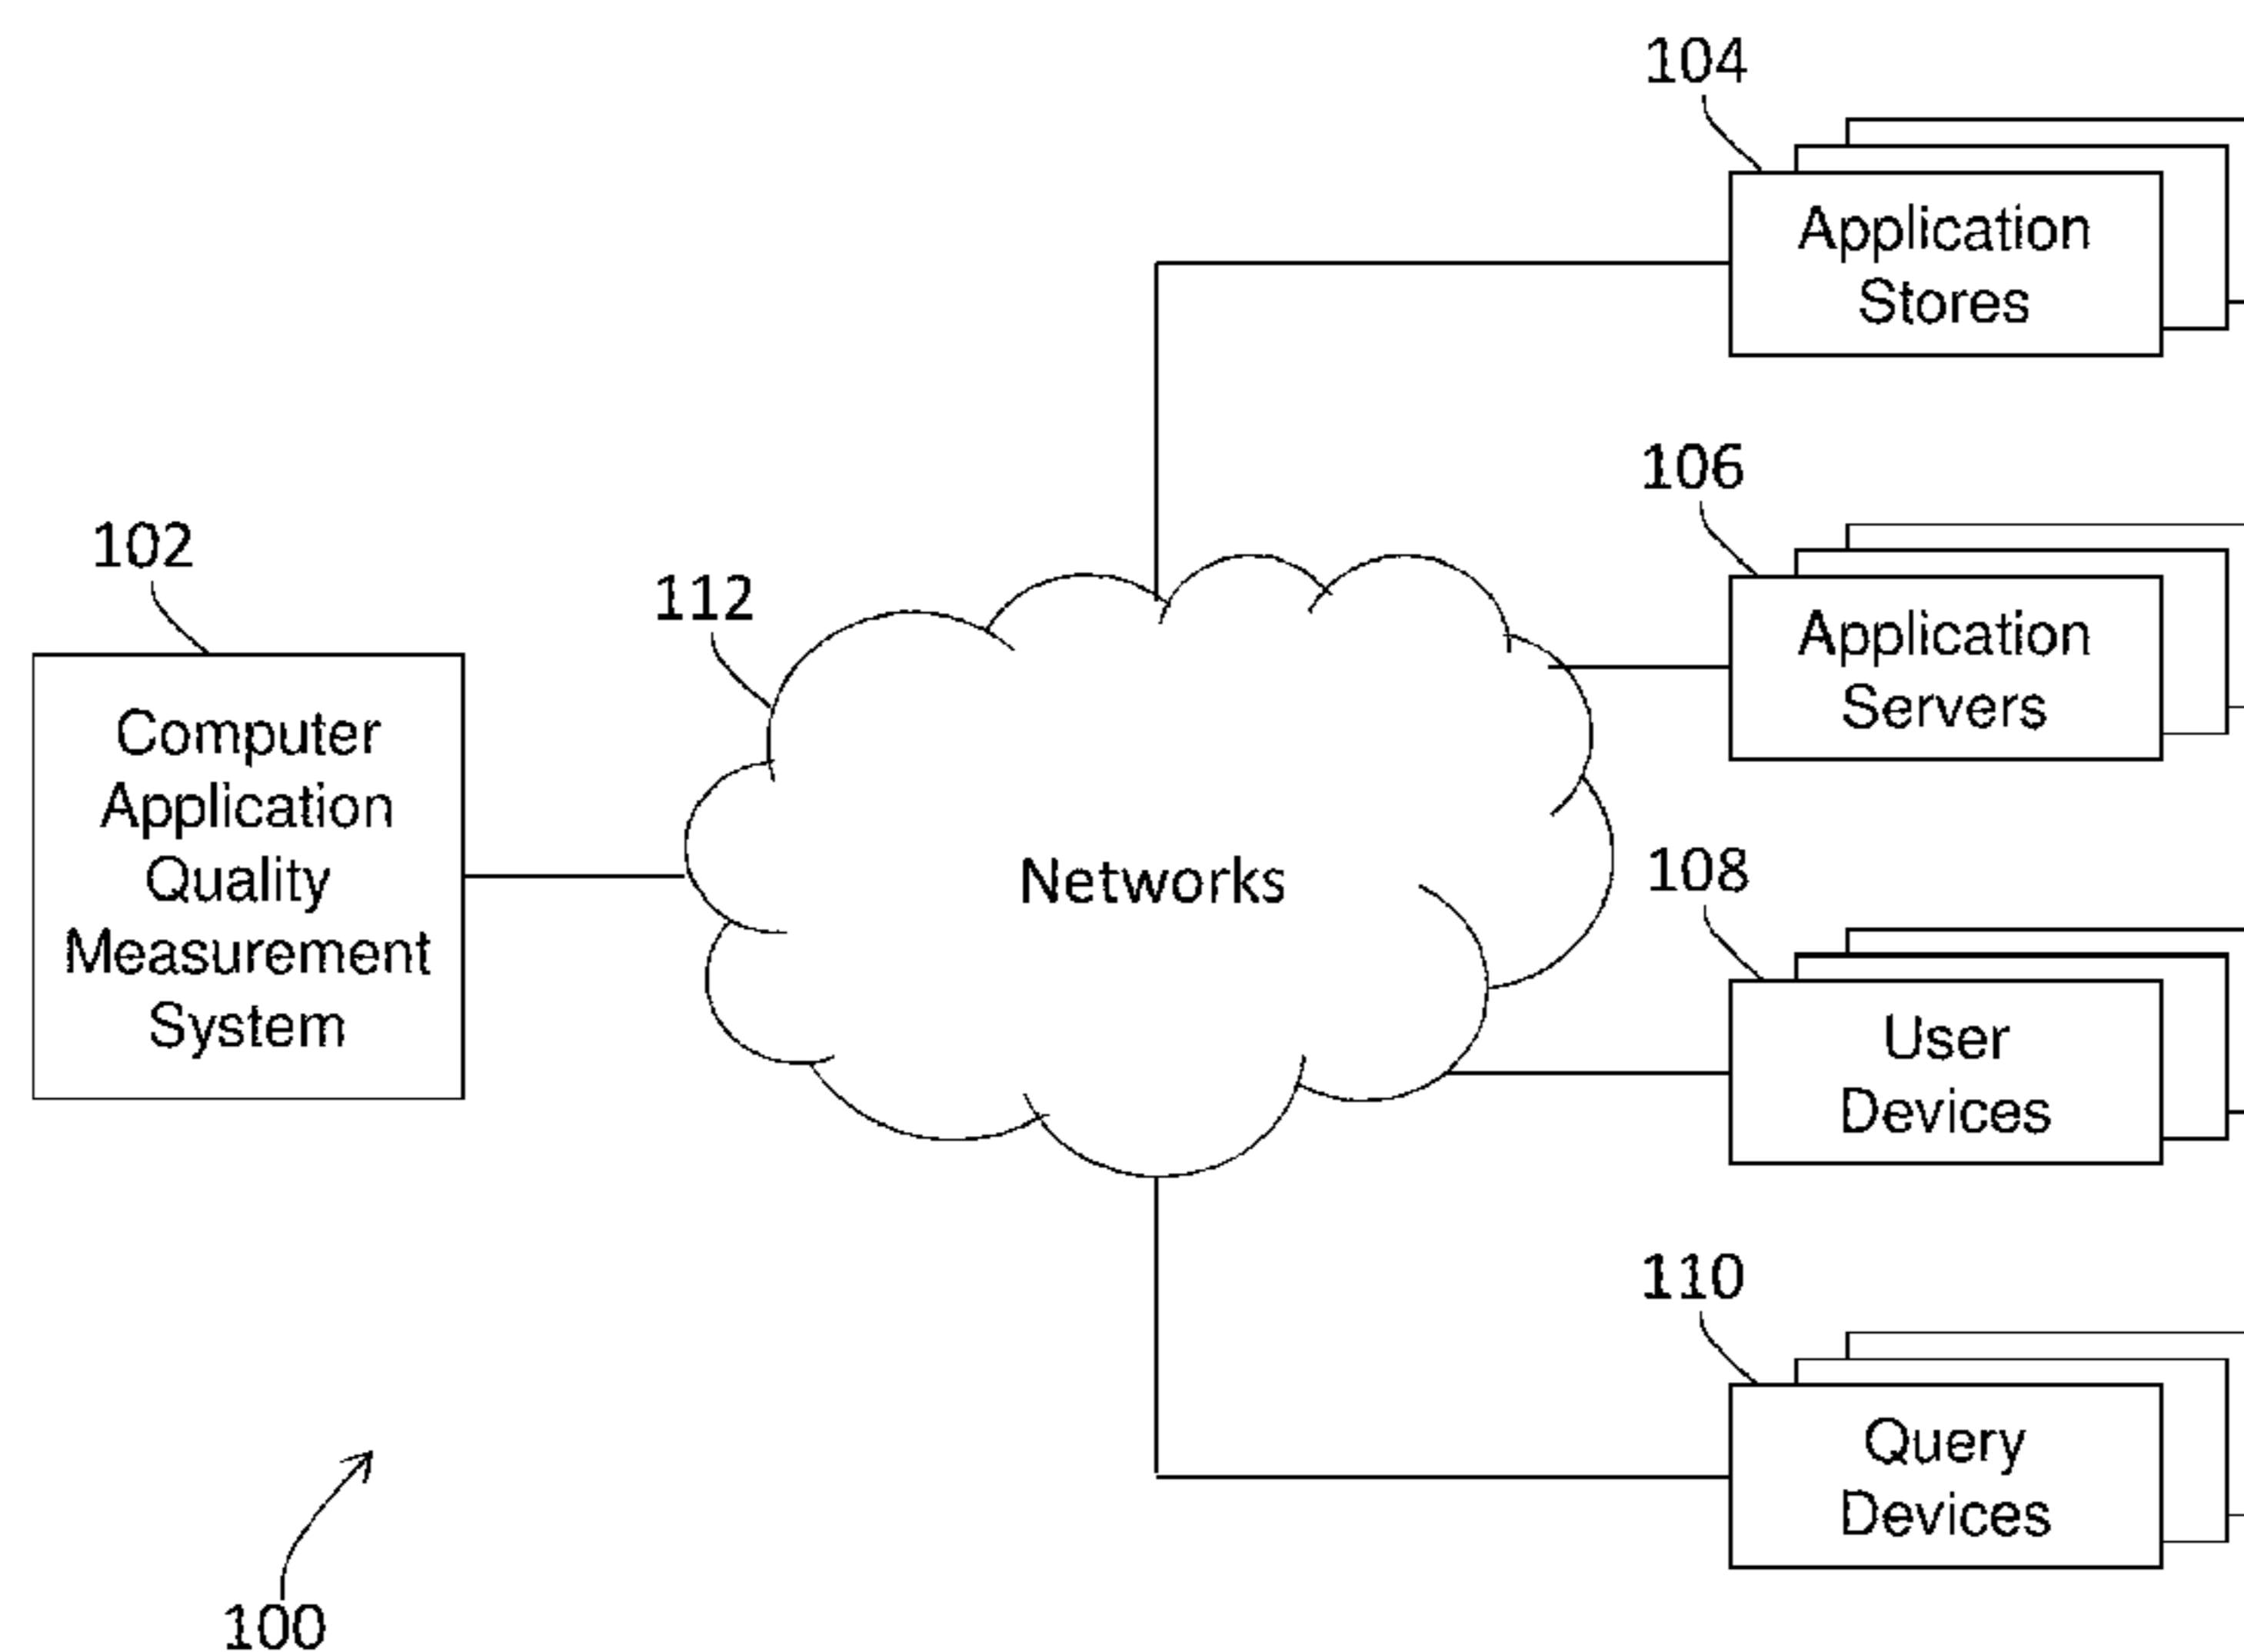 104
Application
Stores
106
Application
Servers
102
112
Computer
Application
Quality
Measurement
System
Networks
108
User
Devices
110
Query
Devices
100